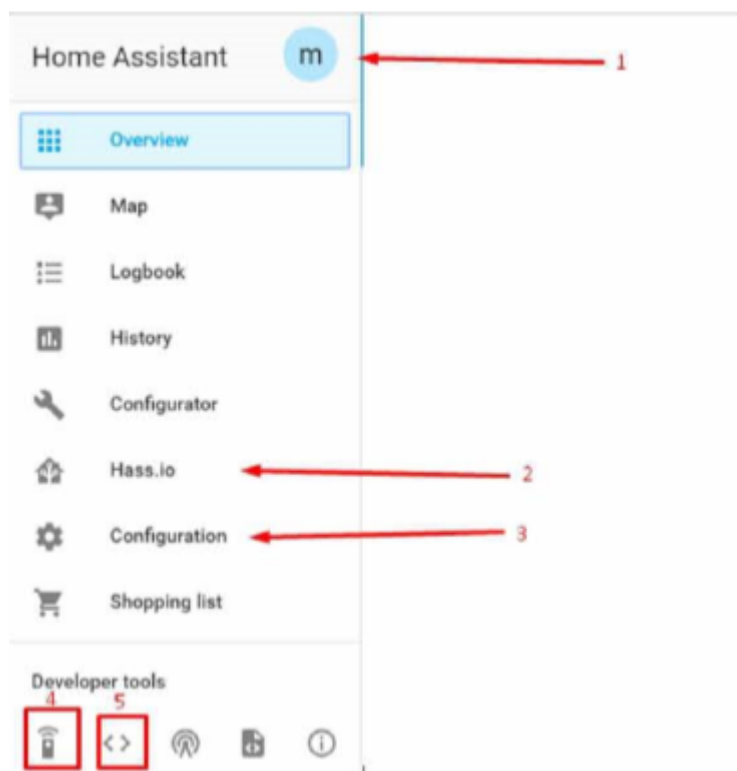 Home Assistant m 1
Overview
Map
Logbook
History
Configurator
Hass.io 2
Configuration 3
Shopping list
Developer tools
4 5